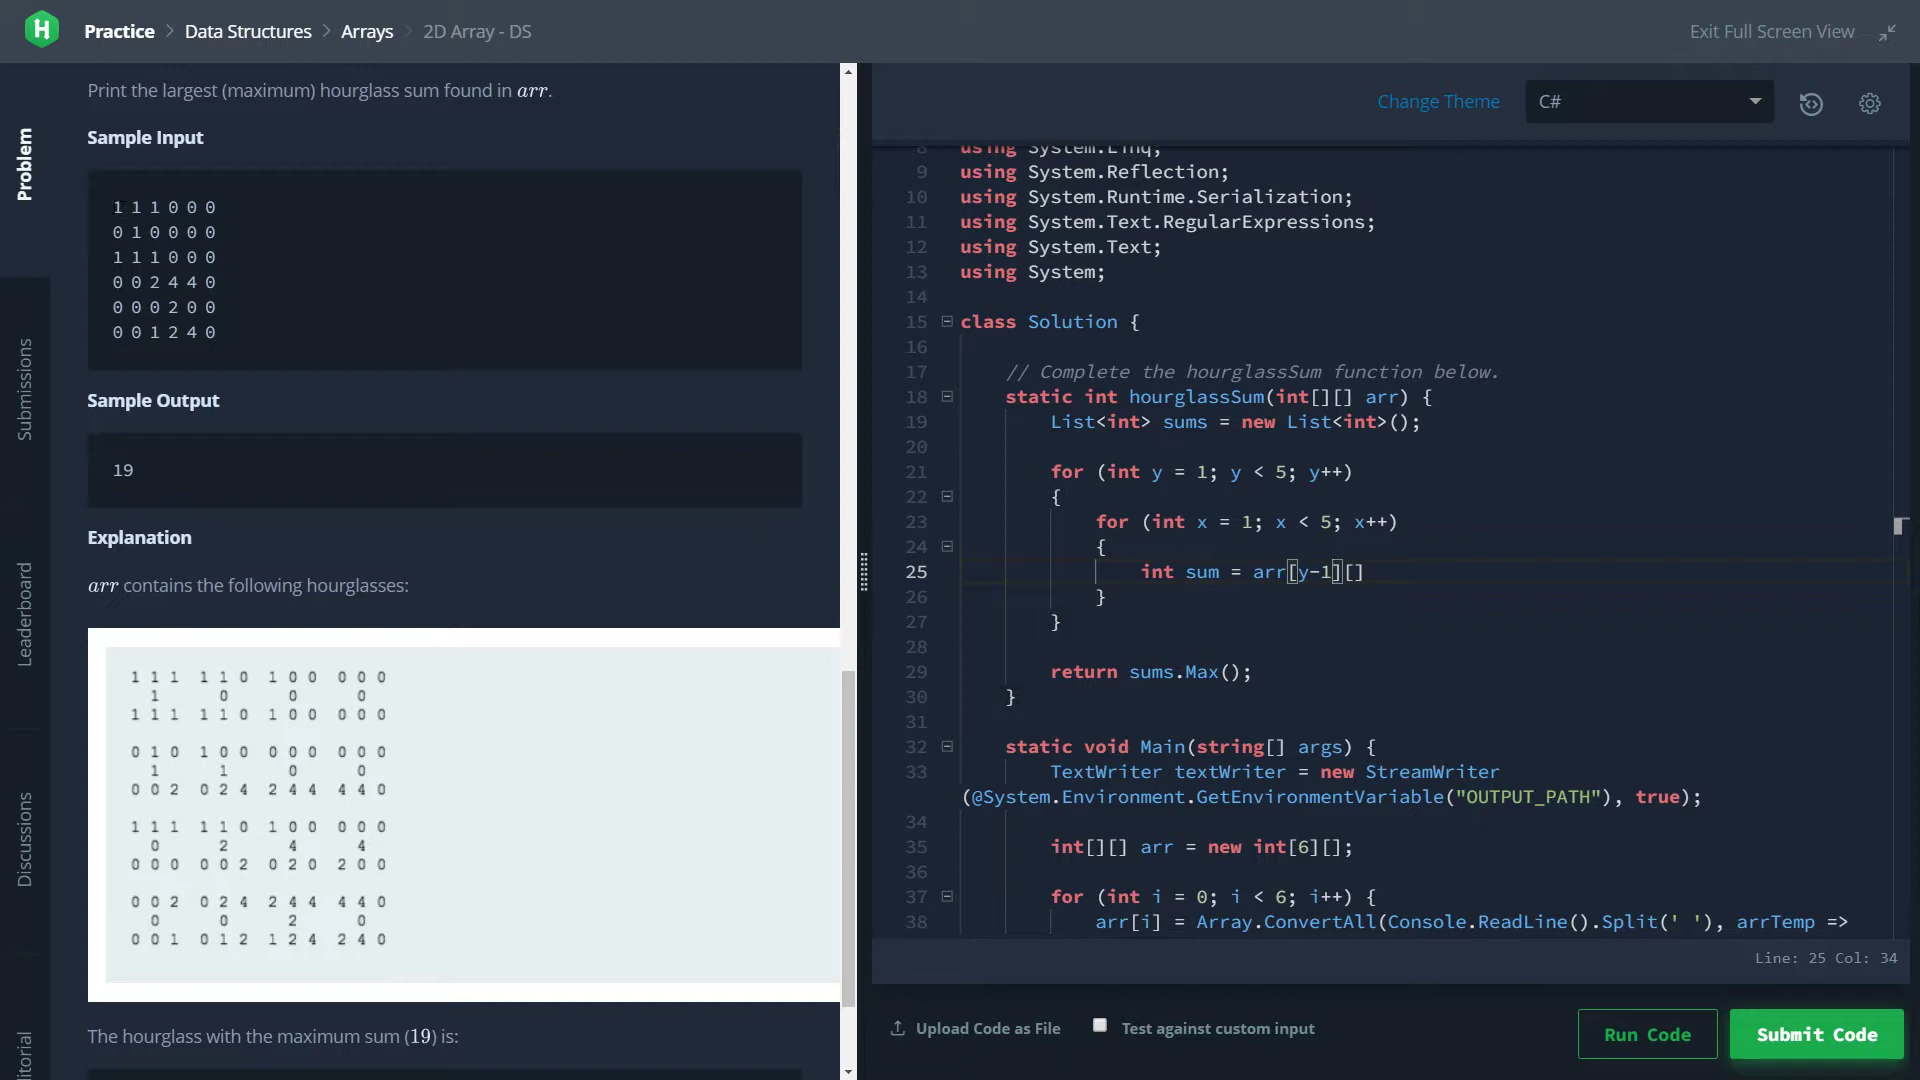 Practice > Data Structures > Arrays > 2D Array - DS
Exit Full Screen View
Problem
Submissions
Leaderboard
Discussions
Print the largest (maximum) hourglass sum found in arr.
Sample Input
1 1 1 0 0 0
0 1 0 0 0 0
1 1 1 0 0 0
0 0 2 4 4 0
0 0 0 2 0 0
0 0 1 2 4 0
Sample Output
19
Explanation
arr contains the following hourglasses:
1 1 1 1 1 0 1 0 0 0 0 0
1 0 0 0
1 1 1 1 1 0 1 0 0 0 0 0
0 1 0 1 0 0 0 0 0 0 0 0
1 1 0 0
0 0 2 0 2 4 2 4 4 4 4 0
1 1 1 1 1 0 1 0 0 0 0 0
0 2 4 4
0 0 0 0 0 2 0 2 0 2 0 0
0 0 2 0 2 4 2 4 4 4 4 0
0 0 2 0
0 0 1 0 1 2 1 2 4 2 4 0
The hourglass with the maximum sum (19) is:
Change Theme
C#
8 using System.Linq;
9 using System.Reflection;
10 using System.Runtime.Serialization;
11 using System.Text.RegularExpressions;
12 using System.Text;
13 using System;
14
15 class Solution {
16
17 // Complete the hourglassSum function below.
18 static int hourglassSum(int[][] arr) {
19 List<int> sums = new List<int>();
20
21 for (int y = 1; y < 5; y++)
22 {
23 for (int x = 1; x < 5; x++)
24 {
25 int sum = arr[y-1][]
26 }
27 }
28
29 return sums.Max();
30 }
31
32 static void Main(string[] args) {
33 TextWriter textWriter = new StreamWriter
(@System.Environment.GetEnvironmentVariable("OUTPUT_PATH"), true);
34
35 int[][] arr = new int[6][];
36
37 for (int i = 0; i < 6; i++) {
38 arr[i] = Array.ConvertAll(Console.ReadLine().Split(' '), arrTemp =>
Line: 25 Col: 34
Upload Code as File
Test against custom input
Run Code
Submit Code